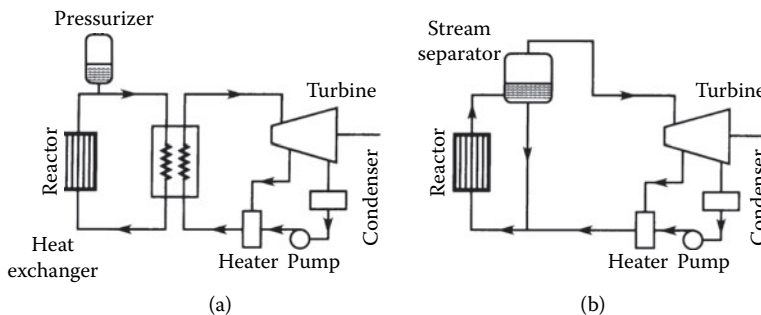 Pressurizer
Turbine
Reactor
Condenser
Heat
exchanger
Heater Pump
(a)
Stream
separator
Turbine
Reactor
Condenser
Heater Pump
(b)